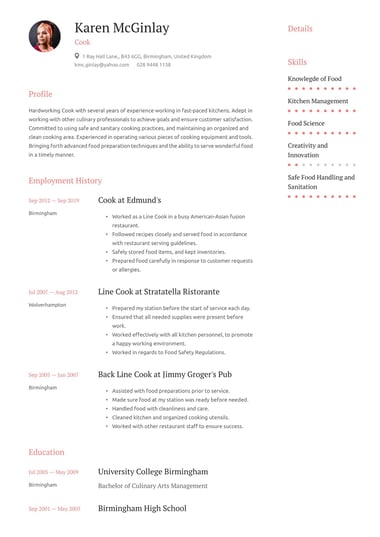 Karen McGinlay
Cook
1 Ray Hall Lane., B43 6GG, Birmingham, United Kingdom
kmc.ginlay@yahoo.com 028 9448 1138
Profile
Hardworking Cook with several years of experience working in fast-paced kitchens. Adept in
working with other culinary professionals to achieve goals and ensure customer satisfaction.
Committed to using safe and sanitary cooking practices, and maintaining an organized and
clean cooking area. Experienced in operating various pieces of cooking equipment and tools.
Bringing forth advanced food preparation techniques and the ability to serve wonderful food
in a timely manner.
Employment History
Sep 2012 — Sep 2019
Birmingham
Cook at Edmund's
• Worked as a Line Cook in a busy American-Asian fusion
restaurant.
• Followed recipes closely and served food in accordance
with restaurant serving guidelines.
• Safely stored food items, and kept inventories.
• Prepared food carefully in response to customer requests
or allergies.
Jul 2007 — Aug 2012
Wolverhampton
Line Cook at Stratatella Ristorante
• Prepared my station before the start of service each day.
• Ensured that all needed supplies were present before
work.
• Worked effectively with all kitchen personnel, to promote
a happy working environment.
• Worked in regards to Food Safety Regulations.
Sep 2005 — Jun 2007
Birmingham
Back Line Cook at Jimmy Groger's Pub
• Assisted with food preparations prior to service.
• Made sure food at my station was ready before needed.
• Handled food with cleanliness and care.
• Cleaned kitchen and organized cooking utensils.
• Worked with other restaurant staff to ensure success.
Education
Jul 2005 — May 2009
Birmingham
University College Birmingham
Bachelor of Culinary Arts Management
Sep 2001 — May 2005
Birmingham High School
Details
Skills
Knowlegde of Food
Kitchen Management
Food Science
Creativity and
Innovation
Safe Food Handling and
Sanitation